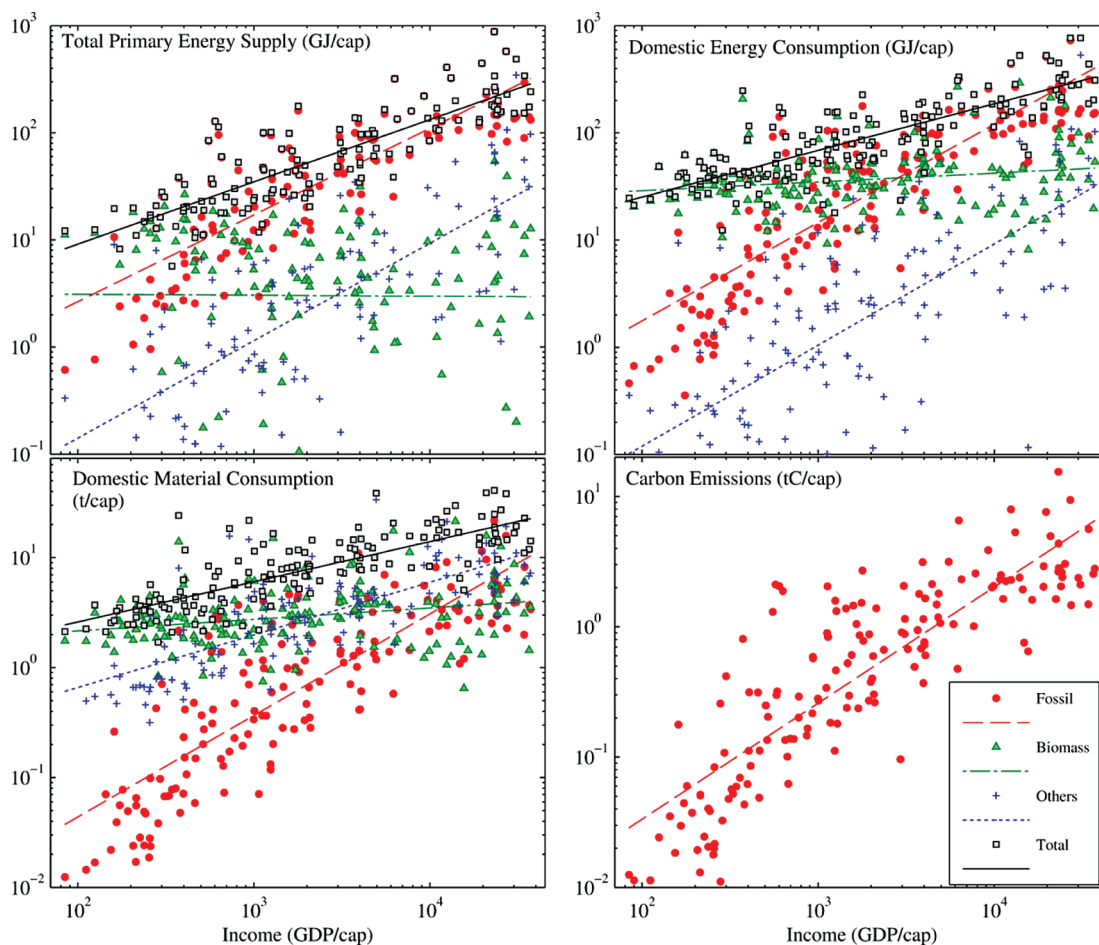 Total Primary Energy Supply (GJ/cap)
10^3
10^2
10^1
10^0
10^-1
Domestic Energy Consumption (GJ/cap)
10^3
10^2
10^1
10^0
10^-1
Domestic Material Consumption
(t/cap)
10^2
10^1
10^0
10^-1
10^-2
10^2
10^3
10^4
Income (GDP/cap)
Carbon Emissions (tC/cap)
10^1
10^0
10^-1
10^-2
10^2
10^3
10^4
Income (GDP/cap)
Fossil
Biomass
Others
Total